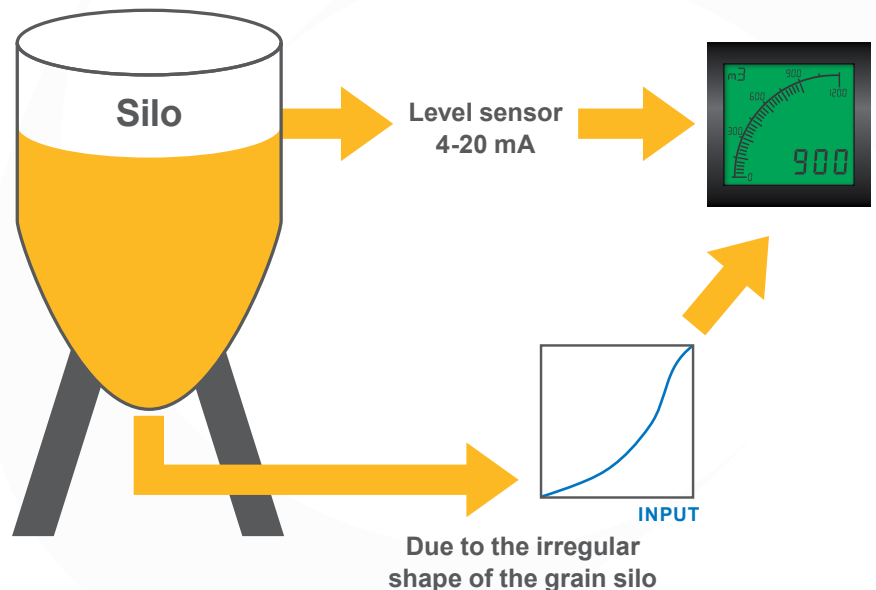 Silo
Level sensor
4-20 mA
m3
0
300
600
900
1200
900
INPUT
Due to the irregular
shape of the grain silo